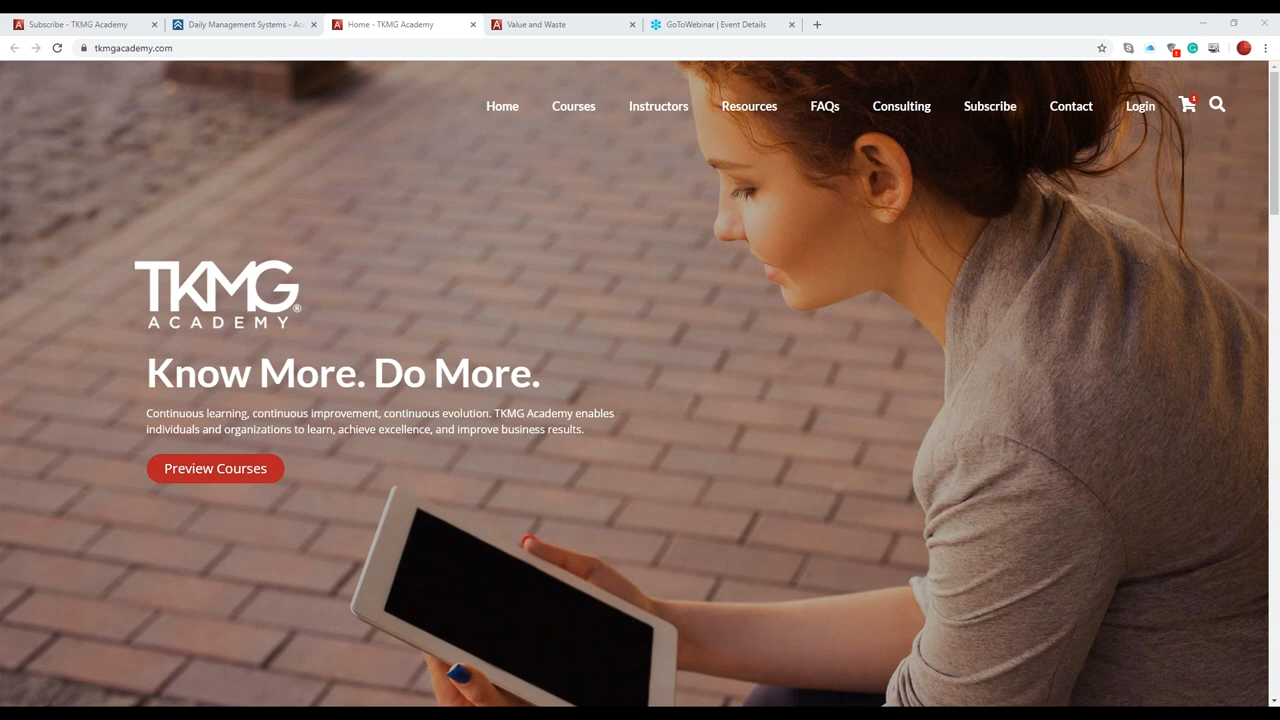 Subscribe - TKMG Academy
Daily Management Systems - Acc
Home - TKMG Academy
Value and Waste
GoToWebinar | Event Details
tkmgacademy.com
Home
Courses
Instructors
Resources
FAQs
Consulting
Subscribe
Contact
Login
1
TKMG®
ACADEMY
Know More. Do More.
Continuous learning, continuous improvement, continuous evolution. TKMG Academy enables
individuals and organizations to learn, achieve excellence, and improve business results.
Preview Courses